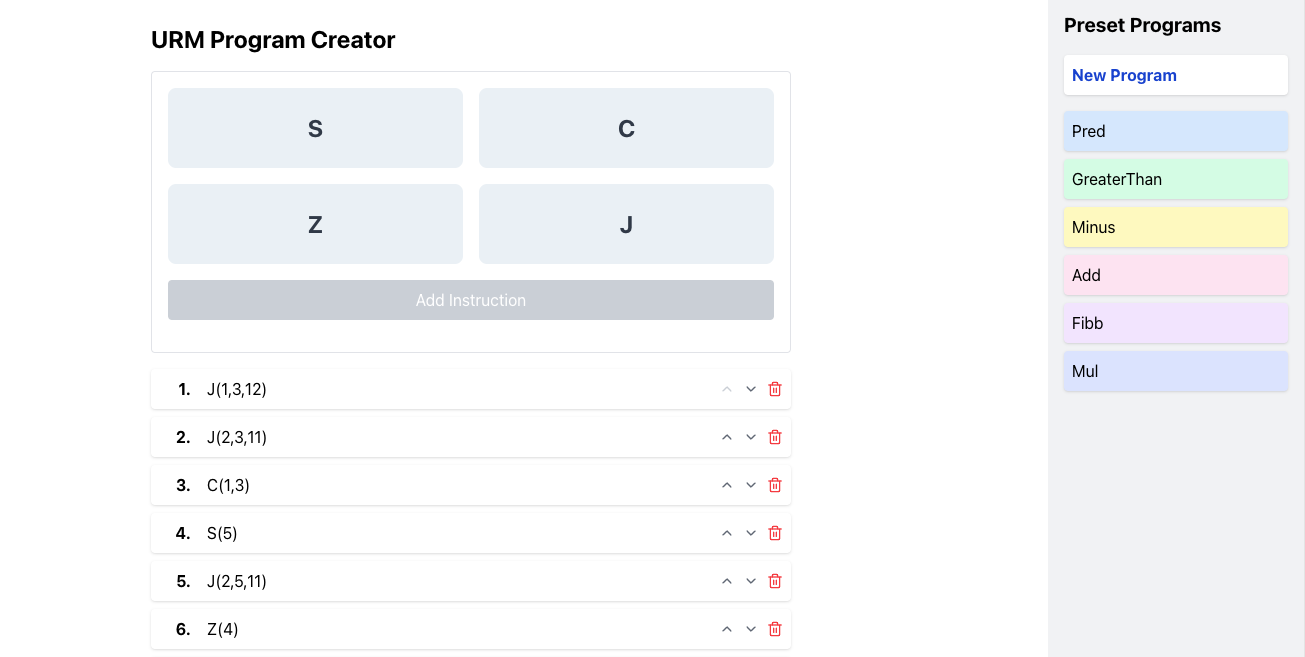 URM Program Creator
S
C
Z
J
Add Instruction
1. J(1,3,12)
2. J(2,3,11)
3. C(1,3)
4. S(5)
5. J(2,5,11)
6. Z(4)
Preset Programs
New Program
Pred
GreaterThan
Minus
Add
Fibb
Mul